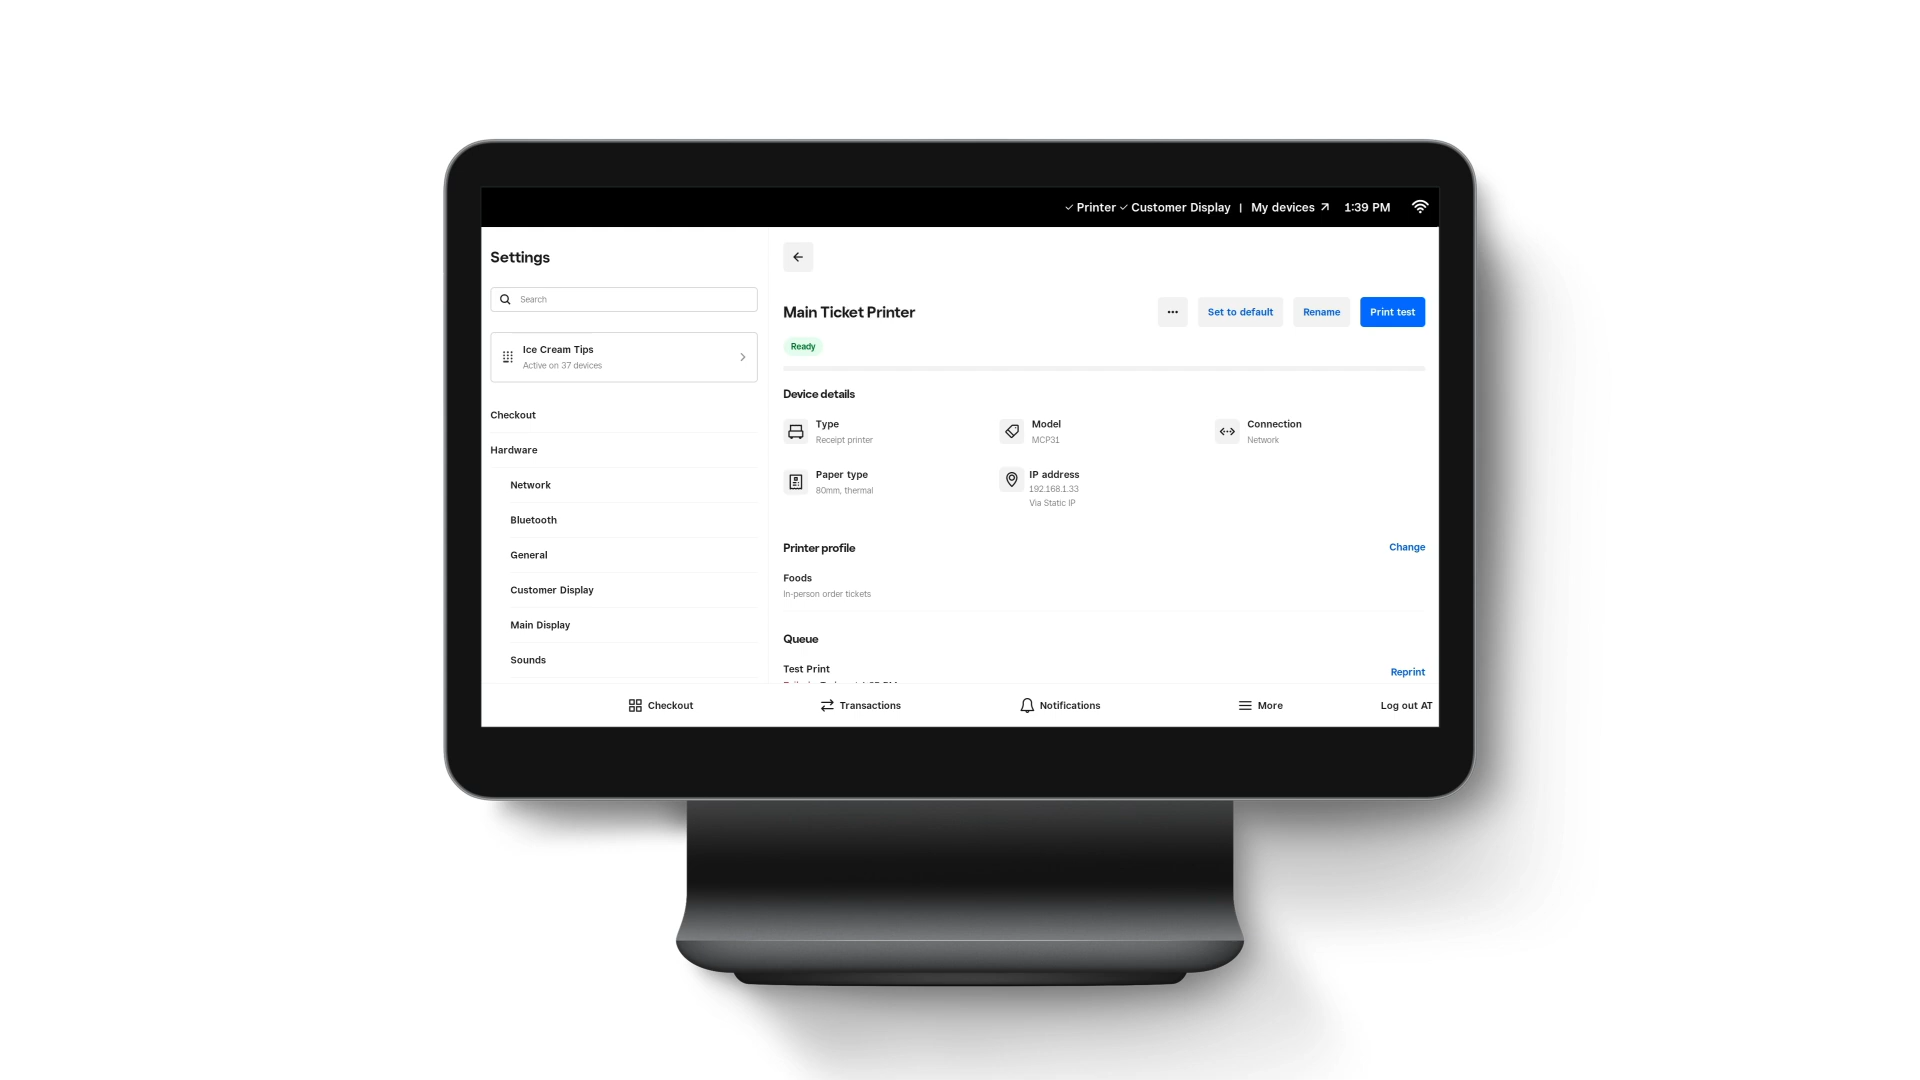 Printer Customer Display | My devices 1:39 PM
Settings
Search
Ice Cream Tips
Active on 37 devices
Checkout
Hardware
Network
Bluetooth
General
Customer Display
Main Display
Sounds
Main Ticket Printer
Set to default
Rename
Print test
Ready
Device details
Type
Receipt printer
Model
MCP31
Connection
Network
Paper type
80mm, thermal
IP address
192.168.1.33
Via Static IP
Printer profile
Change
Foods
In-person order tickets
Queue
Test Print
Reprint
Checkout
Transactions
Notifications
More
Log out AT